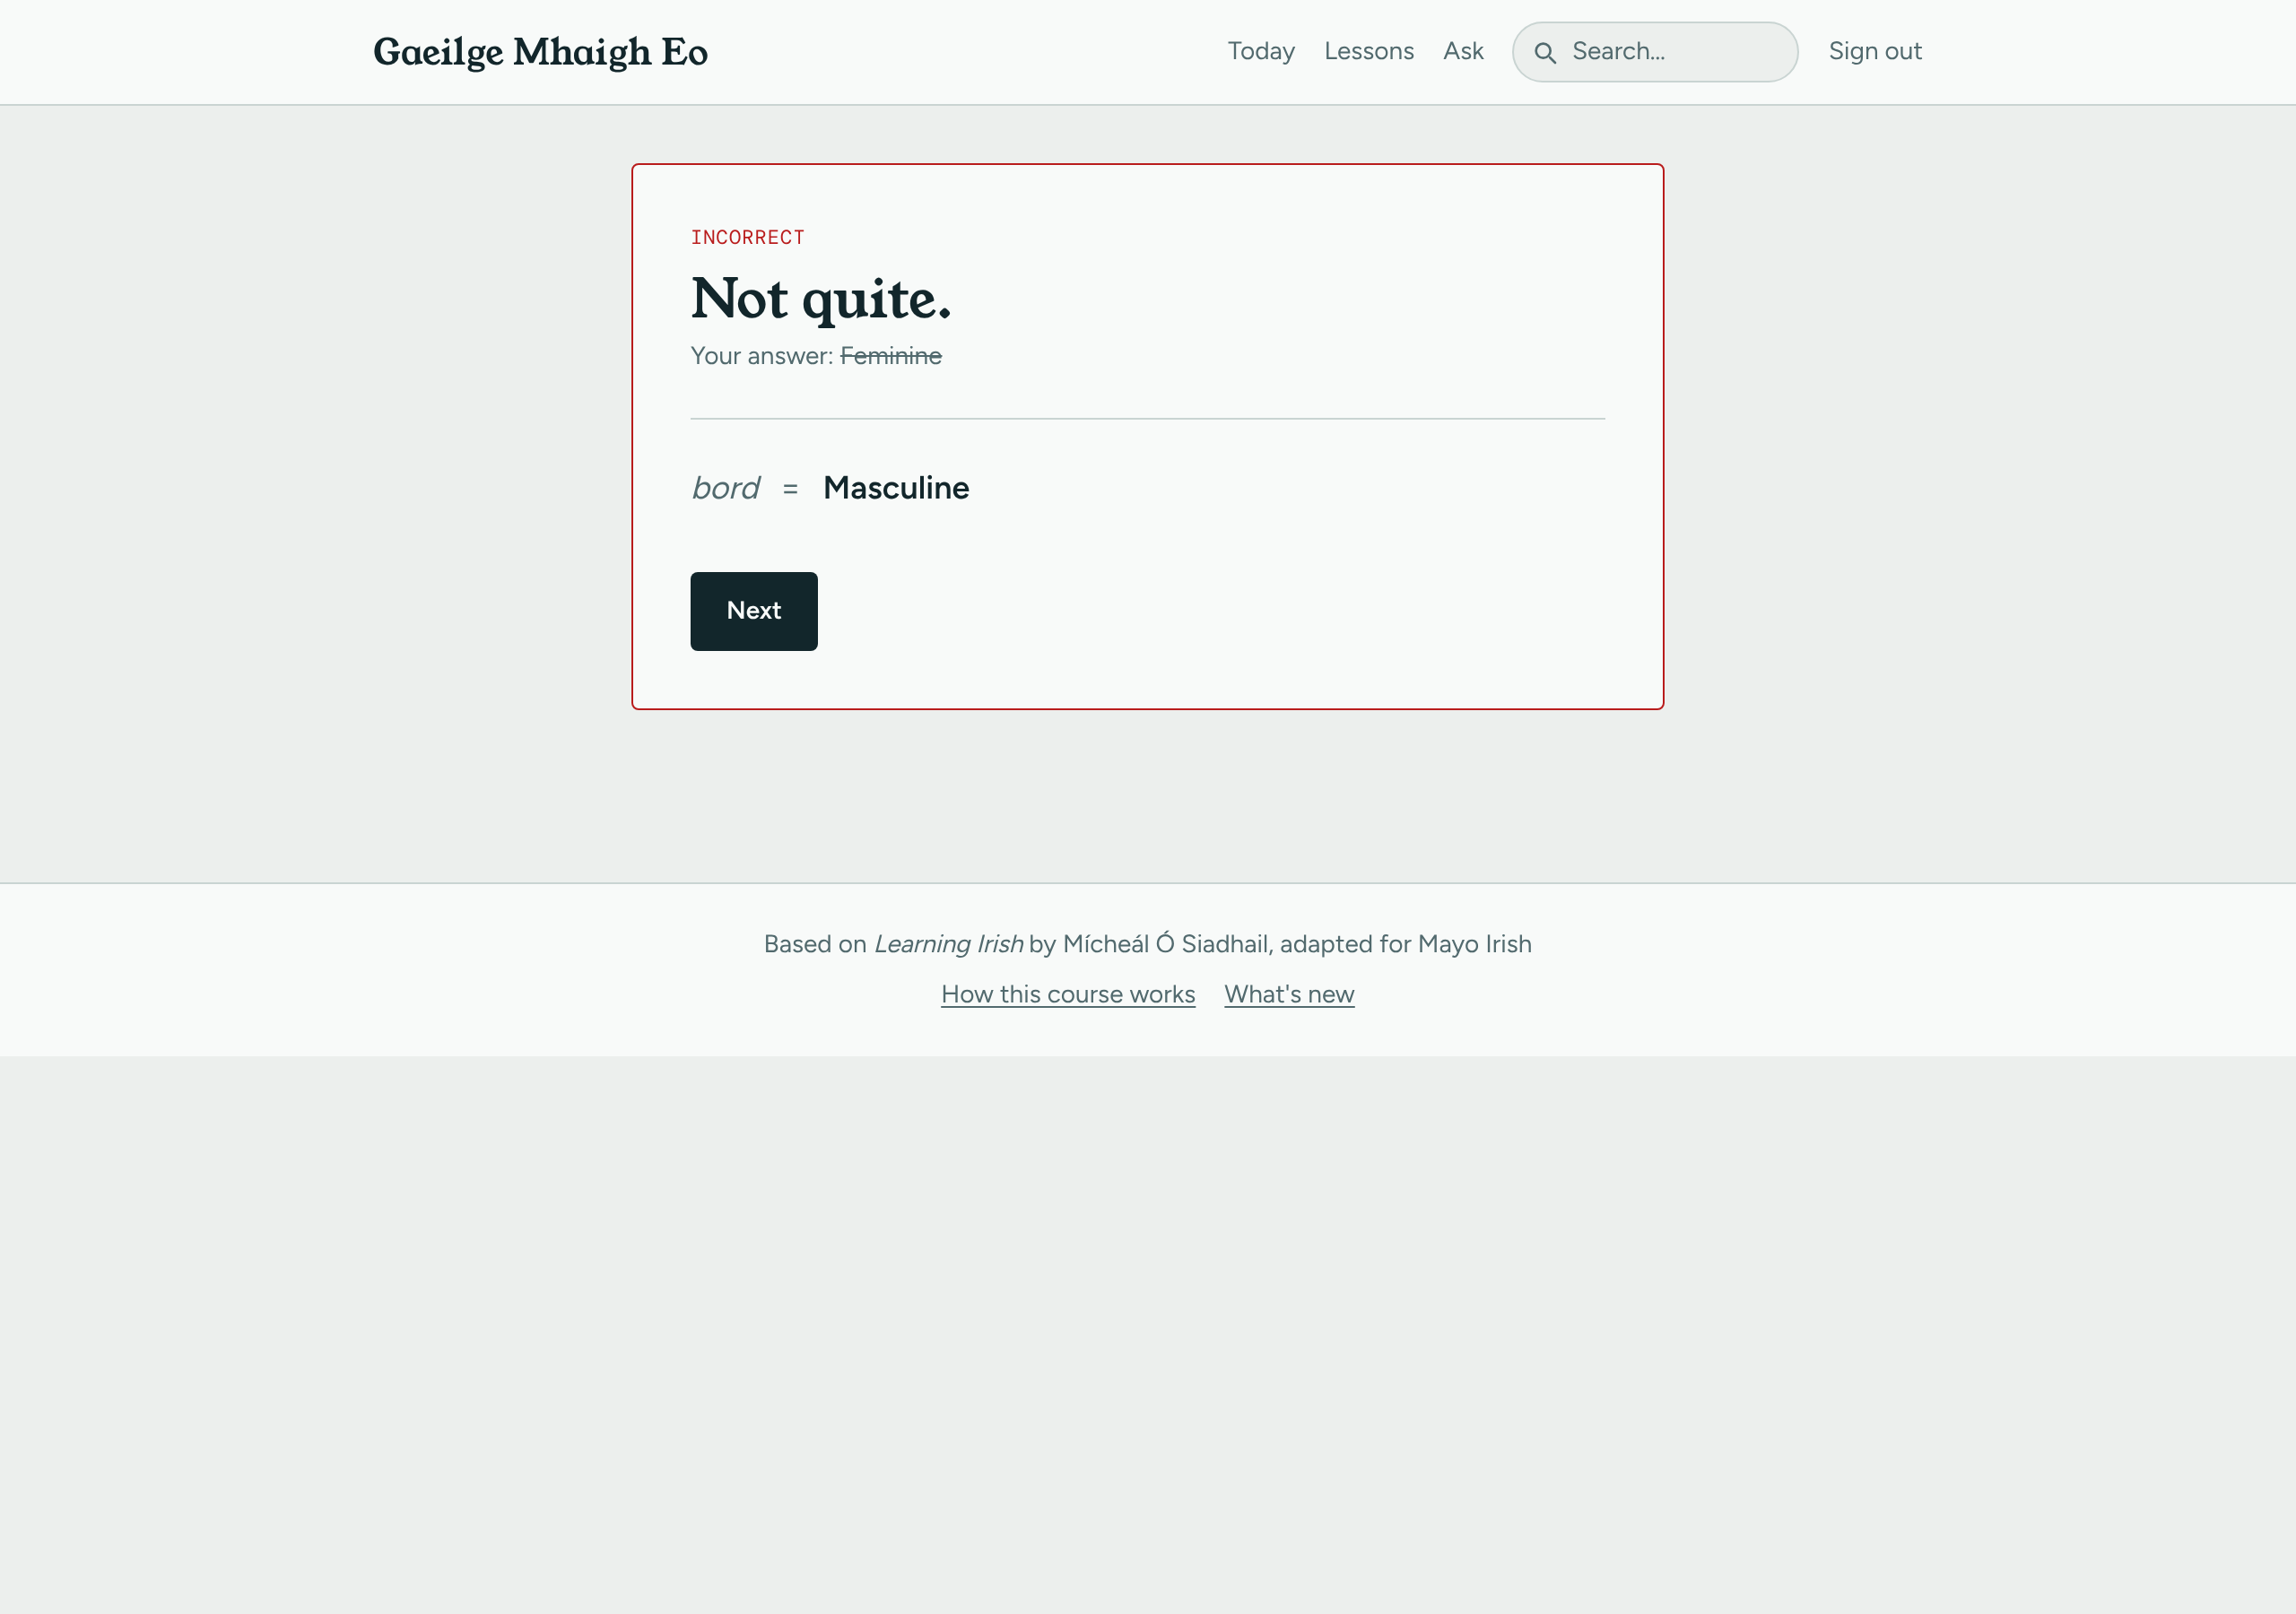 Gaeilge Mhaigh Eo
Today Lessons Ask Search... Sign out
INCORRECT
Not quite.
Your answer: Feminine
bord = Masculine
Next
Based on Learning Irish by Mícheál Ó Siadhail, adapted for Mayo Irish
How this course works What's new